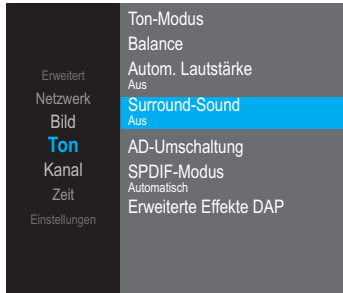 Erweitert
Netzwerk
Bild
Ton
Kanal
Zeit
Einstellungen
Ton-Modus
Balance
Autom. Lautstärke
Aus
Surround-Sound
Aus
AD-Umschaltung
SPDIF-Modus
Automatisch
Erweiterte Effekte DAP